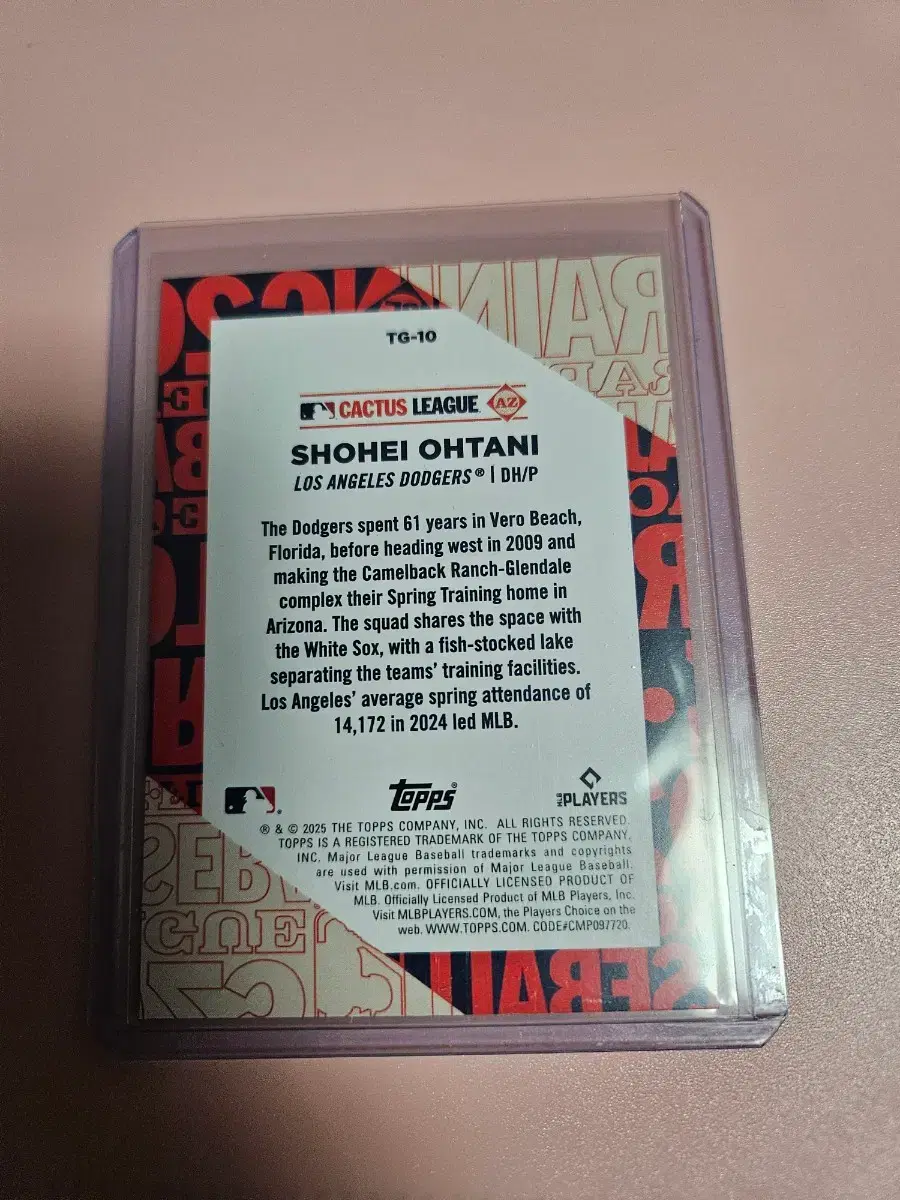 TG-10
CACTUS LEAGUE AZ
SHOHEI OHTANI
LOS ANGELES DODGERS® | DH/P
The Dodgers spent 61 years in Vero Beach,
Florida, before heading west in 2009 and
making the Camelback Ranch-Glendale
complex their Spring Training home in
Arizona. The squad shares the space with
the White Sox, with a fish-stocked lake
separating the teams' training facilities.
Los Angeles' average spring attendance of
14,172 in 2024 led MLB.
topps® PLAYERS
® & © 2025 THE TOPPS COMPANY, INC. ALL RIGHTS RESERVED.
TOPPS IS A REGISTERED TRADEMARK OF THE TOPPS COMPANY,
INC. Major League Baseball trademarks and copyrights
are used with permission of Major League Baseball.
Visit MLB.com. OFFICIALLY LICENSED PRODUCT OF
MLB. Officially Licensed Product of MLB Players, Inc.
Visit MLBPLAYERS.COM, the Players Choice on the
web. WWW.TOPPS.COM. CODE#CMP097720.